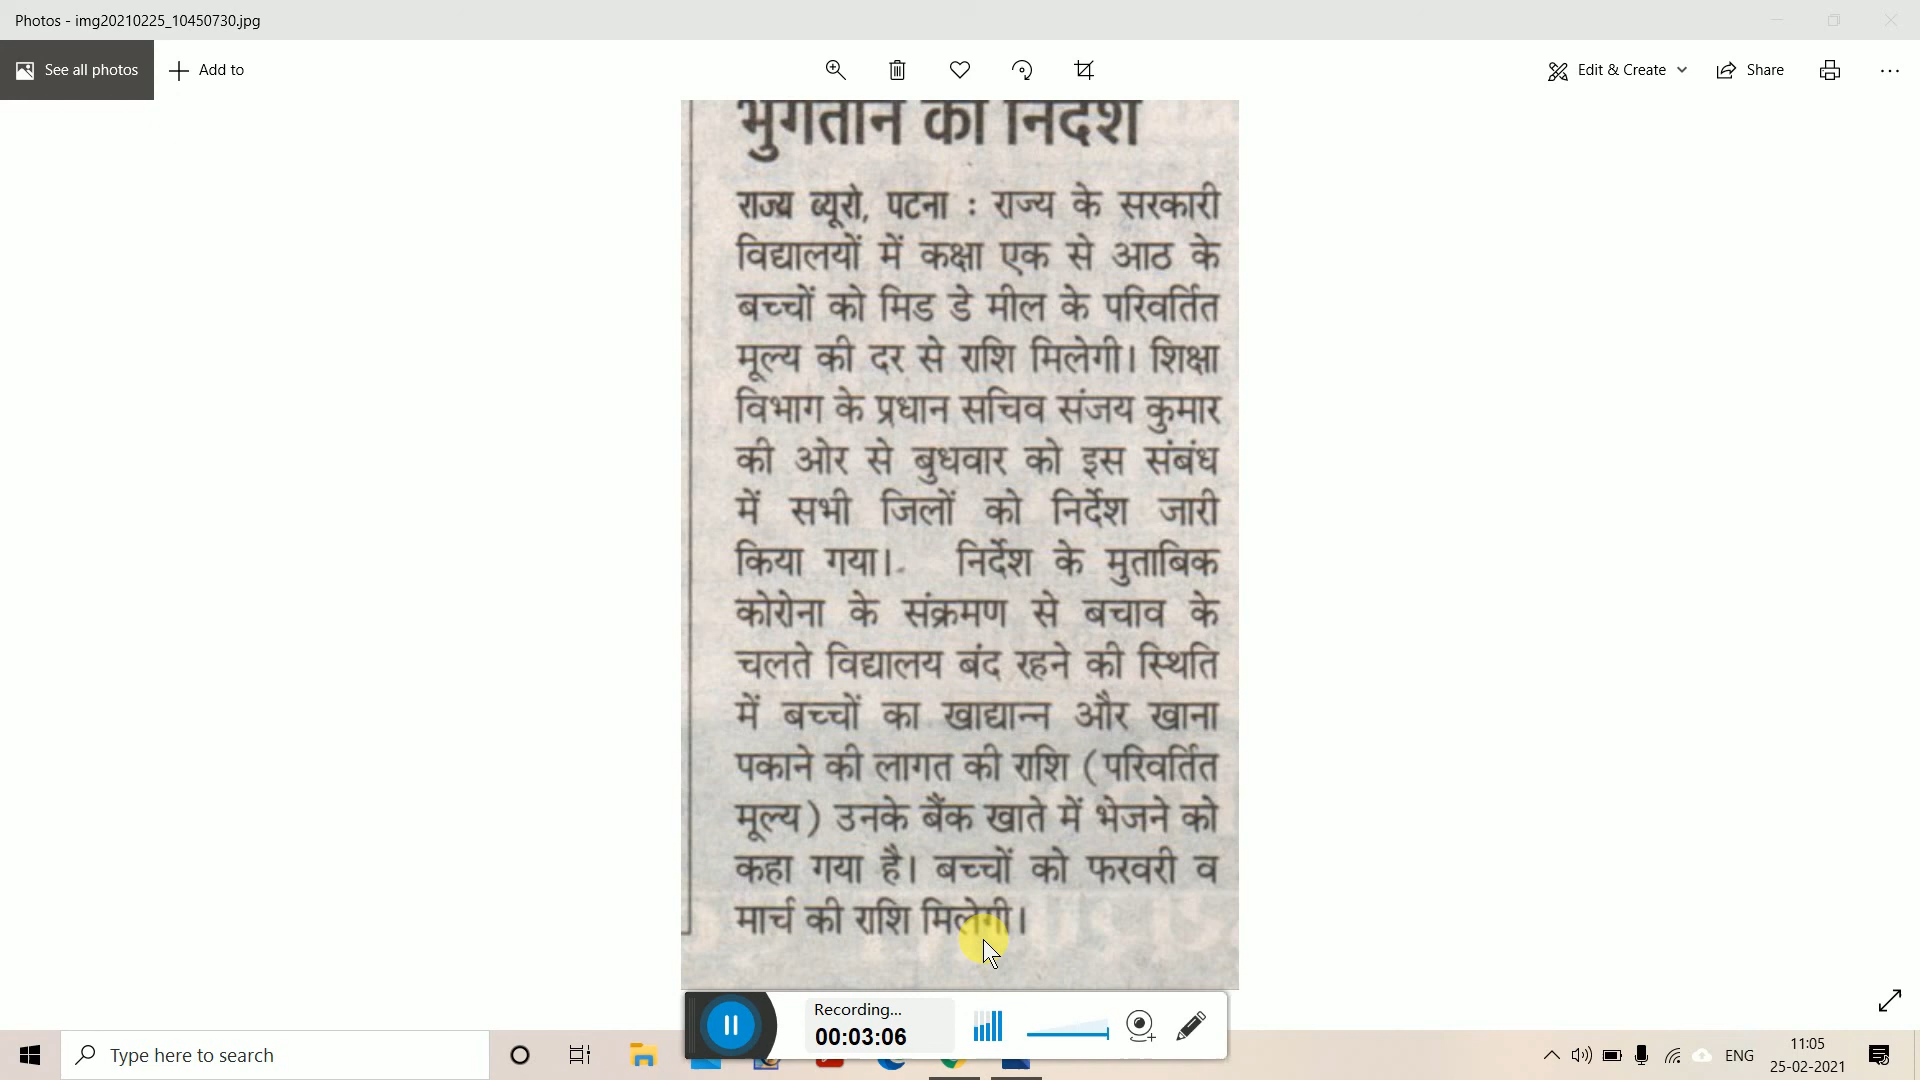 Photos - img20210225_10450730.jpg
See all photos
Add to
Edit & Create
Share
भुगतान का निर्देश
राज्य ब्यूरो, पटना : राज्य के सरकारी
विद्यालयों में कक्षा एक से आठ के
बच्चों को मिड डे मील के परिवर्तित
मूल्य की दर से राशि मिलेगी। शिक्षा
विभाग के प्रधान सचिव संजय कुमार
की ओर से बुधवार को इस संबंध
में सभी जिलों को निर्देश जारी
किया गया। निर्देश के मुताबिक
कोरोना के संक्रमण से बचाव के
चलते विद्यालय बंद रहने की स्थिति
में बच्चों का खाद्यान्न और खाना
पकाने की लागत की राशि (परिवर्तित
मूल्य) उनके बैंक खाते में भेजने को
कहा गया है। बच्चों को फरवरी व
मार्च की राशि मिलेगी।
Recording...
00:03:06
Type here to search
ENG
11:05
25-02-2021